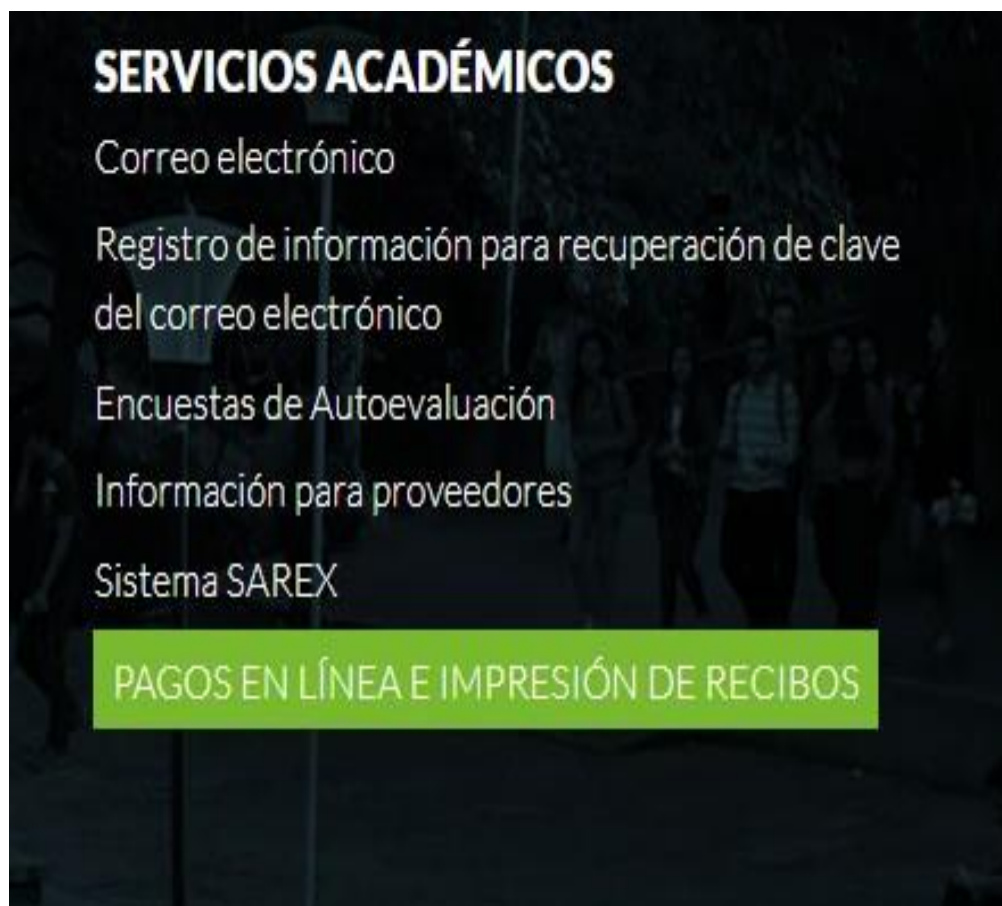 SERVICIOS ACADÉMICOS
Correo electrónico
Registro de información para recuperación de clave
del correo electrónico
Encuestas de Autoevaluación
Información para proveedores
Sistema SAREX
PAGOS EN LÍNEA E IMPRESIÓN DE RECIBOS